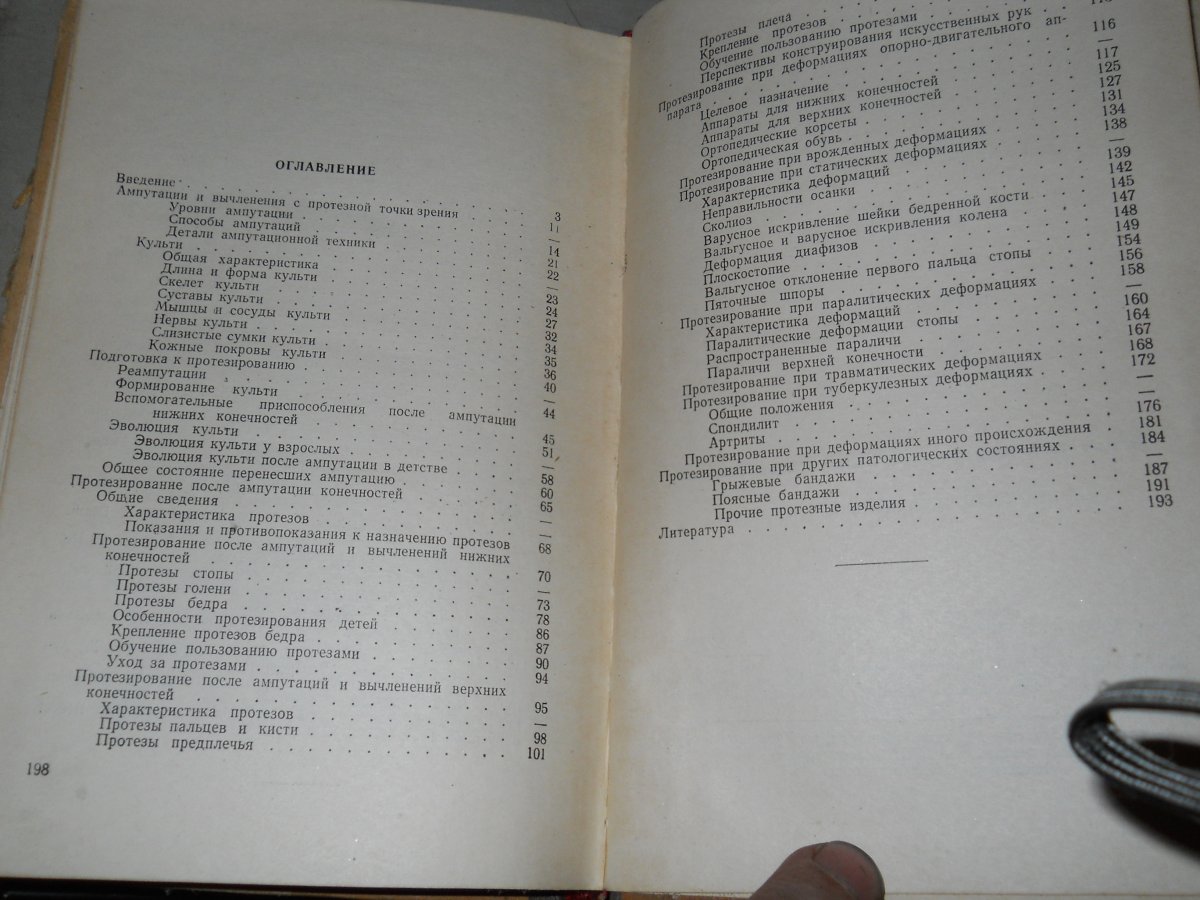 ОГЛАВЛЕНИЕ
Введение . . . 3
Ампутации и вычленения с протезной точки зрения . . . 11
Уровни ампутации . . . —
Способы ампутаций . . . 14
Детали ампутационной техники . . . 21
Культи . . . 22
Общая характеристика . . . —
Длина и форма культи . . . 23
Скелет культи . . . 24
Суставы культи . . . 27
Мышцы и сосуды культи . . . 32
Нервы культи . . . 34
Слизистые сумки культи . . . 35
Кожные покровы культи . . . 36
Подготовка к протезированию . . . 40
Реампутации . . . —
Формирование культи . . . 44
Вспомогательные приспособления после ампутации
нижних конечностей . . . 45
Эволюция культи . . . 51
Эволюция культи у взрослых . . . —
Эволюция культи после ампутации в детстве . . . 58
Общее состояние перенесших ампутацию . . . 60
Протезирование после ампутации конечностей . . . 65
Общие сведения . . . —
Характеристика протезов . . .
Показания и противопоказания к назначению протезов 68
Протезирование после ампутаций и вычленений нижних
конечностей . . . 70
Протезы стопы . . . —
Протезы голени . . . 73
Протезы бедра . . . 78
Особенности протезирования детей . . . 86
Крепление протезов бедра . . . 87
Обучение пользованию протезами . . . 90
Уход за протезами . . . 94
Протезирование после ампутаций и вычленений верхних
конечностей . . . 95
Характеристика протезов . . . —
Протезы пальцев и кисти . . . 98
Протезы предплечья . . . 101
198
Протезы плеча . . .
Крепление протезов . . .
Обучение пользованию протезами . . .
Перспективы конструирования искусственных рук . . .
Протезирование при деформациях опорно-двигательного ап-
парата . . . 116
Целевое назначение . . . —
Аппараты для нижних конечностей . . . 117
Аппараты для верхних конечностей . . . 125
Ортопедические корсеты . . . 127
Ортопедическая обувь . . . 131
Протезирование при врожденных деформациях . . . 134
Протезирование при статических деформациях . . . 138
Характеристика деформаций . . . —
Неправильности осанки . . . 139
Сколиоз . . . 142
Варусное искривление шейки бедренной кости . . . 145
Вальгусное и варусное искривления колена . . . 147
Деформация диафизов . . . 148
Плоскостопие . . . 149
Вальгусное отклонение первого пальца стопы . . . 154
Пяточные шпоры . . . 156
Протезирование при паралитических деформациях . . . 158
Характеристика деформаций . . . —
Паралитические деформации стопы . . . 160
Распространенные параличи . . . 164
Параличи верхней конечности . . . 167
Протезирование при травматических деформациях . . . 168
Протезирование при туберкулезных деформациях . . . 172
Общие положения . . . —
Спондилит . . . —
Артриты . . . 176
Протезирование при деформациях иного происхождения . 181
Протезирование при других патологических состояниях . . . 184
Грыжевые бандажи . . . —
Поясные бандажи . . . 187
Прочие протезные изделия . . . 191
Литература . . . 193